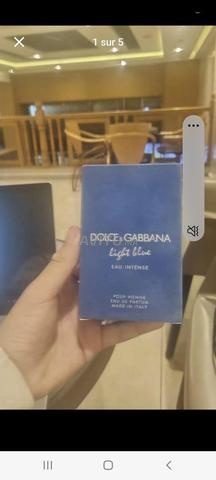 1 sur 5
DOLCE & GABBANA
light blue
EAU INTENSE
POUR HOMME
EAU DE PARFUM
MADE IN ITALY